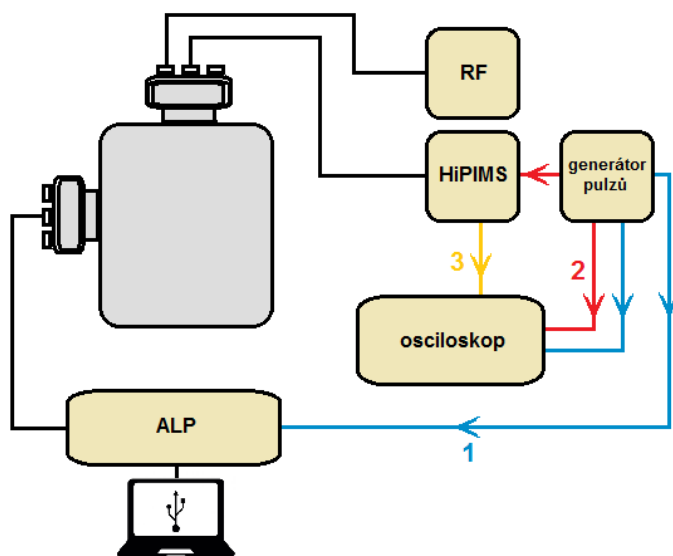 RF
HiPIMS
generátor
pulzů
3
2
osciloskop
ALP
1